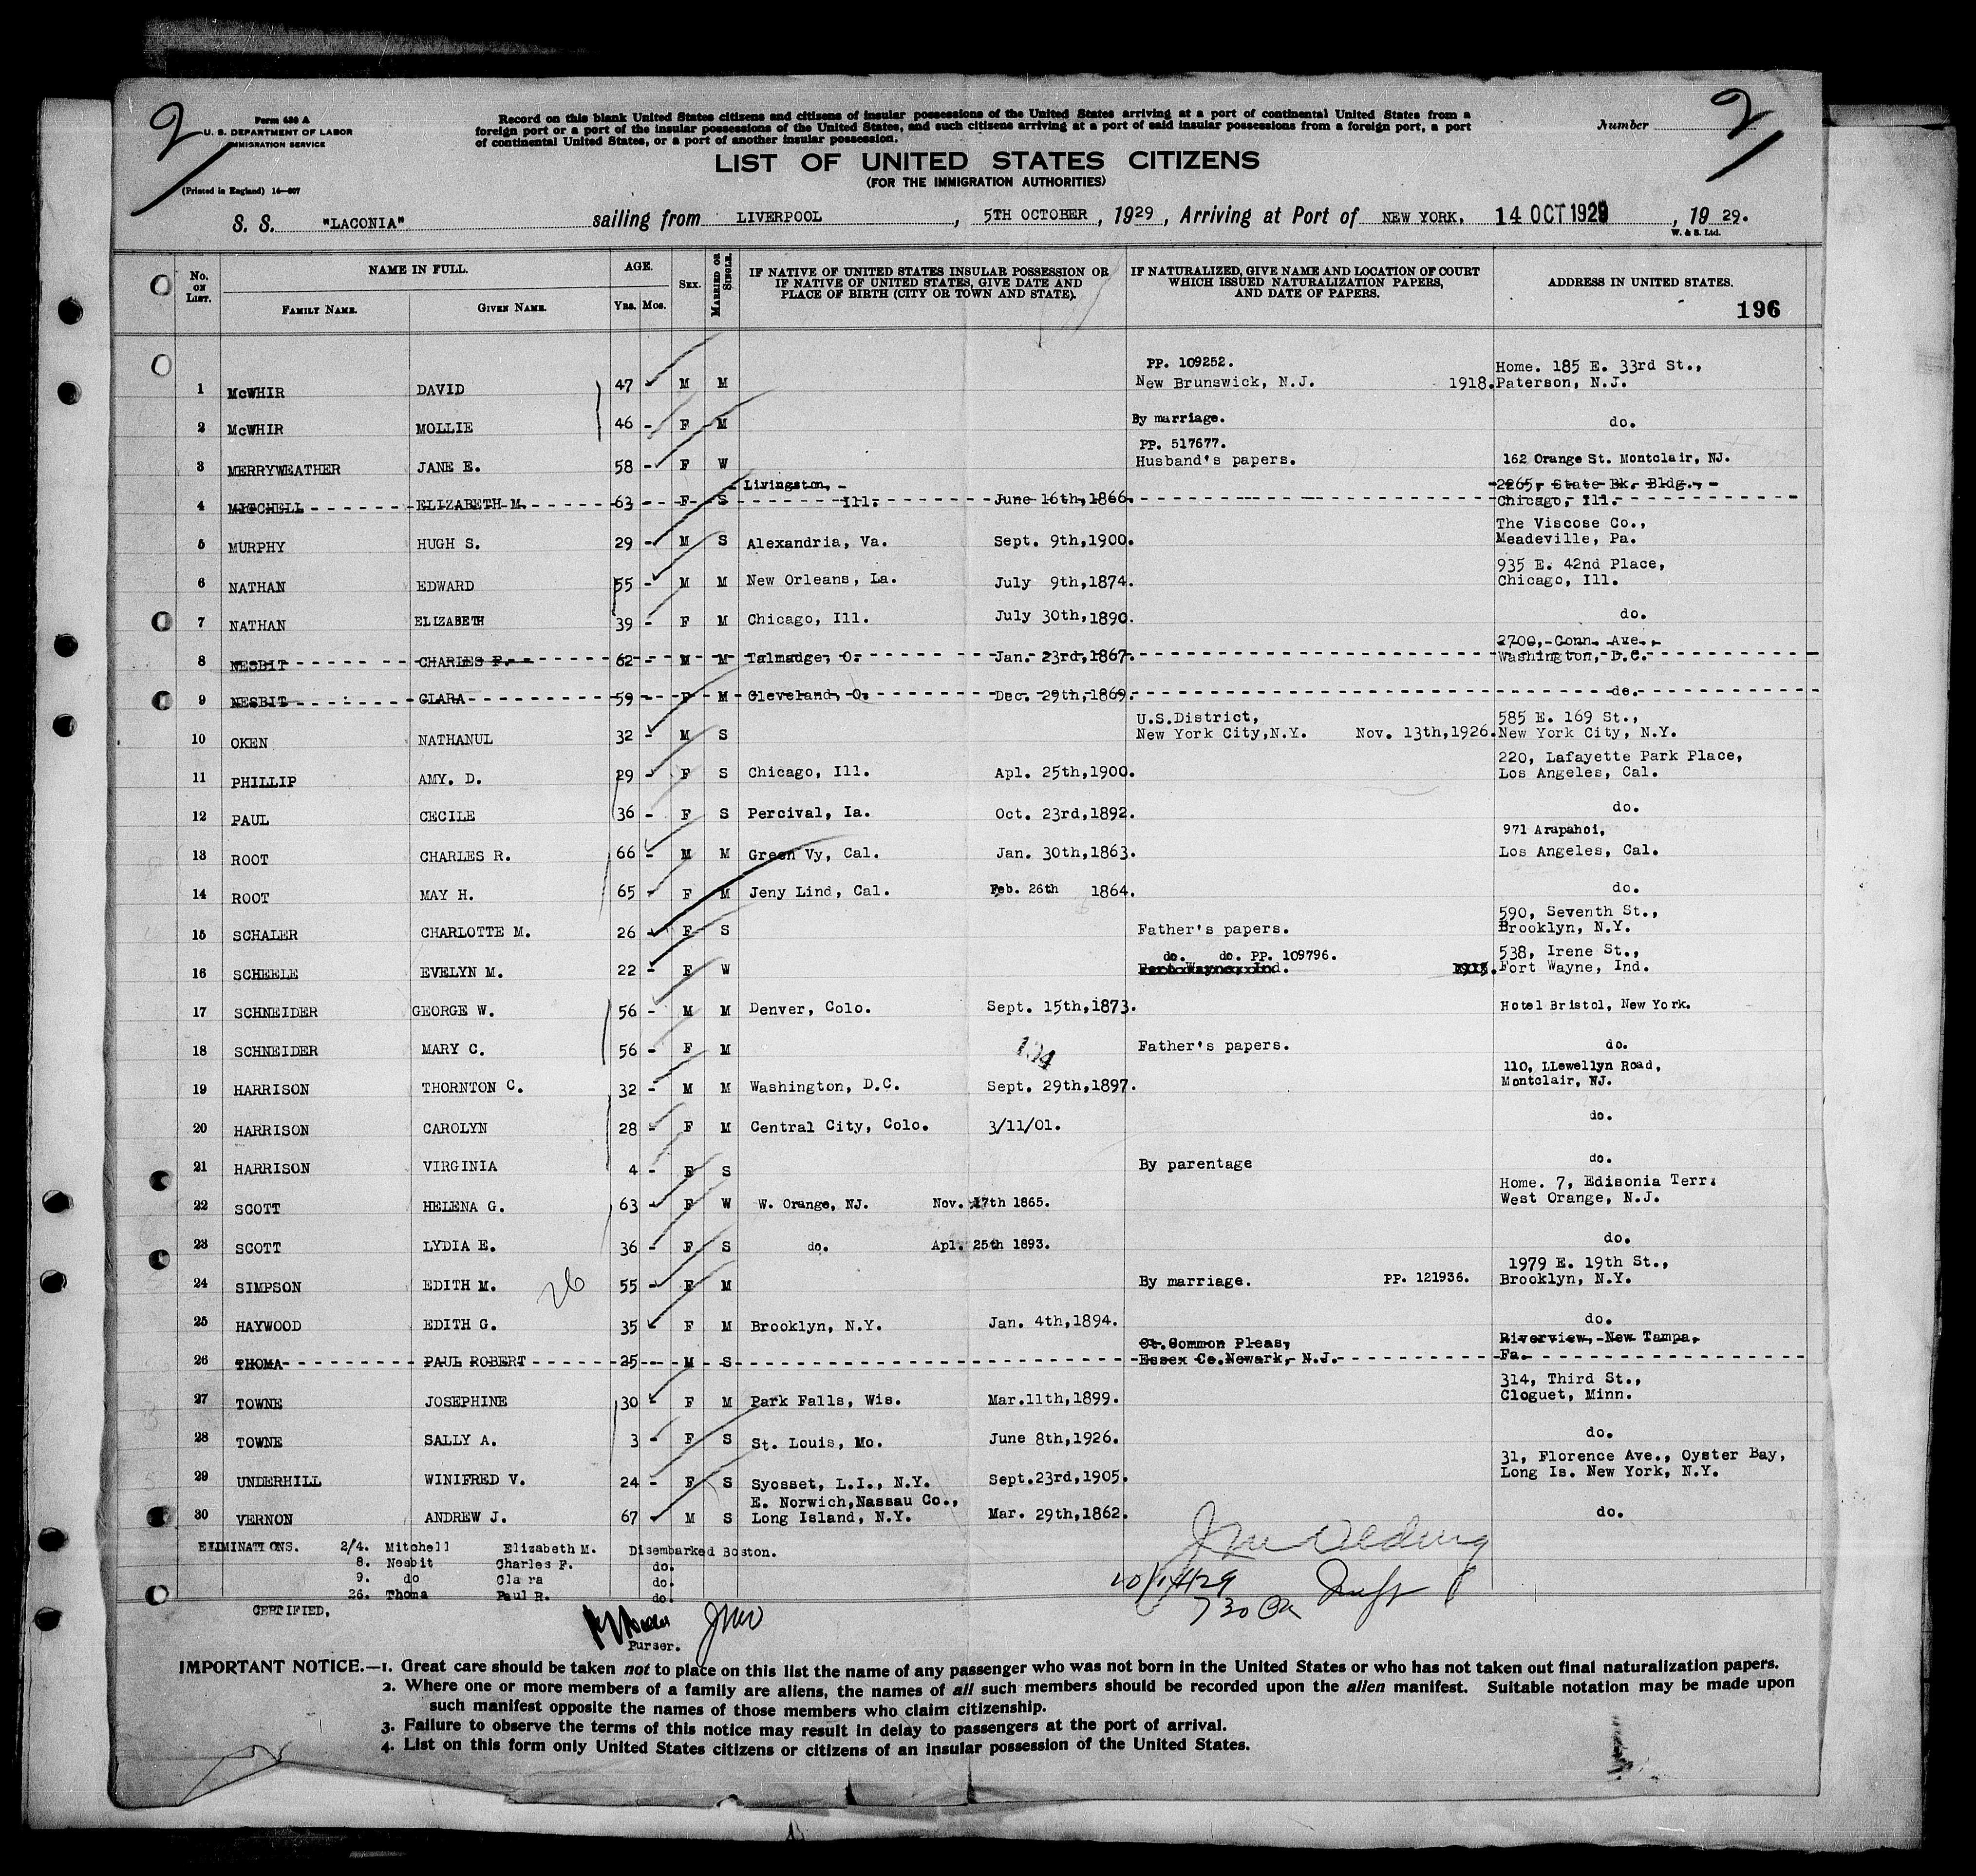 2
Form 630 A
U. S. DEPARTMENT OF LABOR
IMMIGRATION SERVICE
(Printed in England) 14—607
Record on this blank United States citizens and citizens of insular possessions of the United States arriving at a port of continental United States from a
foreign port or a port of the insular possessions of the United States, and such citizens arriving at a port of said insular possessions from a foreign port, a port
of continental United States, or a port of another insular possession.
Number
2
LIST OF UNITED STATES CITIZENS
(FOR THE IMMIGRATION AUTHORITIES)
S. S. "LACONIA" sailing from LIVERPOOL, 5TH OCTOBER, 1929, Arriving at Port of NEW YORK. 14 OCT 1929, 19 29.
W. & S. Ltd.
No. ON LIST. NAME IN FULL. FAMILY NAME. GIVEN NAME. AGE. Yrs. Mos. SEX. MARRIED OR SINGLE. IF NATIVE OF UNITED STATES INSULAR POSSESSION OR IF NATIVE OF UNITED STATES, GIVE DATE AND PLACE OF BIRTH (CITY OR TOWN AND STATE). IF NATURALIZED, GIVE NAME AND LOCATION OF COURT WHICH ISSUED NATURALIZATION PAPERS, AND DATE OF PAPERS. ADDRESS IN UNITED STATES.
196
PP. 109252. Home. 185 E. 33rd St.,
1 McWHIR DAVID 47 M M New Brunswick, N.J. 1918. Paterson, N.J.
2 McWHIR MOLLIE 46 - F M By marriage. do.
PP. 517677.
3 MERRYWEATHER JANE E. 58 - F W Husband's papers. 162 Orange St. Montclair, NJ.
Livingston, 2265, State Bk. Bldg.,
4 MITCHELL ELIZABETH M. 63 - F S Ill. June 16th,1866. Chicago, Ill.
The Viscose Co.,
5 MURPHY HUGH S. 29 - M S Alexandria, Va. Sept. 9th,1900. Meadeville, Pa.
935 E. 42nd Place,
6 NATHAN EDWARD 55 - M M New Orleans, La. July 9th,1874. Chicago, Ill.
7 NATHAN ELIZABETH 39 - F M Chicago, Ill. July 30th,1890. do.
2700, Conn. Ave.,
8 NESBIT CHARLES F. 62 - M M Talmadge, O. Jan. 23rd,1867. Washington, D.C.
9 NESBIT CLARA 59 - F M Cleveland, O. Dec. 29th,1869. do.
U.S.District, 585 E. 169 St.,
10 OKEN NATHANUL 32 - M S New York City,N.Y. Nov. 13th,1926. New York City, N.Y.
220, Lafayette Park Place,
11 PHILLIP AMY. D. 29 - F S Chicago, Ill. Apl. 25th,1900. Los Angeles, Cal.
12 PAUL CECILE 36 - F S Percival, Ia. Oct. 23rd,1892. do.
971 Arapahoi,
13 ROOT CHARLES R. 66 - M M Green Vy, Cal. Jan. 30th,1863. Los Angeles, Cal.
14 ROOT MAY H. 65 - F M Jeny Lind, Cal. Feb. 26th 1864. do.
590, Seventh St.,
15 SCHALER CHARLOTTE M. 26 - F S Father's papers. Brooklyn, N.Y.
do. do. PP. 109796. 538, Irene St.,
16 SCHEELE EVELYN M. 22 - F W Fort Wayne, Ind. Fort Wayne, Ind.
17 SCHNEIDER GEORGE W. 56 - M M Denver, Colo. Sept. 15th,1873. Hotel Bristol, New York.
18 SCHNEIDER MARY C. 56 - F M Father's papers. do.
110, LLewellyn Road,
19 HARRISON THORNTON C. 32 - M M Washington, D.C. Sept. 29th,1897. Montclair, NJ.
20 HARRISON CAROLYN 28 - F M Central City, Colo. 3/11/01. do.
21 HARRISON VIRGINIA 4 - F S By parentage do.
Home. 7, Edisonia Terr.
22 SCOTT HELENA G. 63 - F W W. Orange, NJ. Nov. 17th 1865. West Orange, N.J.
23 SCOTT LYDIA E. 36 - F S do. Apl. 25th 1893. do.
1979 E. 19th St.,
24 SIMPSON EDITH M. 26 55 - F M By marriage. PP. 121936. Brooklyn, N.Y.
25 HAYWOOD EDITH G. 35 - F M Brooklyn, N.Y. Jan. 4th,1894. do.
Ct.Common Pleas, Riverview, New Tampa,
26 THOMA PAUL ROBERT 25 - M S Essex Co.Newark, N.J. Fa.
314, Third St.,
27 TOWNE JOSEPHINE 30 - F M Park Falls, Wis. Mar.11th,1899. Cloguet, Minn.
28 TOWNE SALLY A. 3 - F S St. Louis, Mo. June 8th,1926. do.
31, Florence Ave., Oyster Bay,
29 UNDERHILL WINIFRED V. 24 - F S Syosset, L.I., N.Y. Sept.23rd,1905. Long Is. New York, N.Y.
E. Norwich,Nassau Co.,
30 VERNON ANDREW J. 67 - M S Long Island, N.Y. Mar. 29th,1862. do.
ELIMINATIONS. 2/4. Mitchell Elizabeth M. Disembarked Boston.
8. Nesbit Charles F. do.
9. do Clara do.
26. Thoma Paul R. do.
10/14/29
730
CERTIFIED,
Purser.
IMPORTANT NOTICE.—1. Great care should be taken not to place on this list the name of any passenger who was not born in the United States or who has not taken out final naturalization papers.
2. Where one or more members of a family are aliens, the names of all such members should be recorded upon the alien manifest. Suitable notation may be made upon
such manifest opposite the names of those members who claim citizenship.
3. Failure to observe the terms of this notice may result in delay to passengers at the port of arrival.
4. List on this form only United States citizens or citizens of an insular possession of the United States.